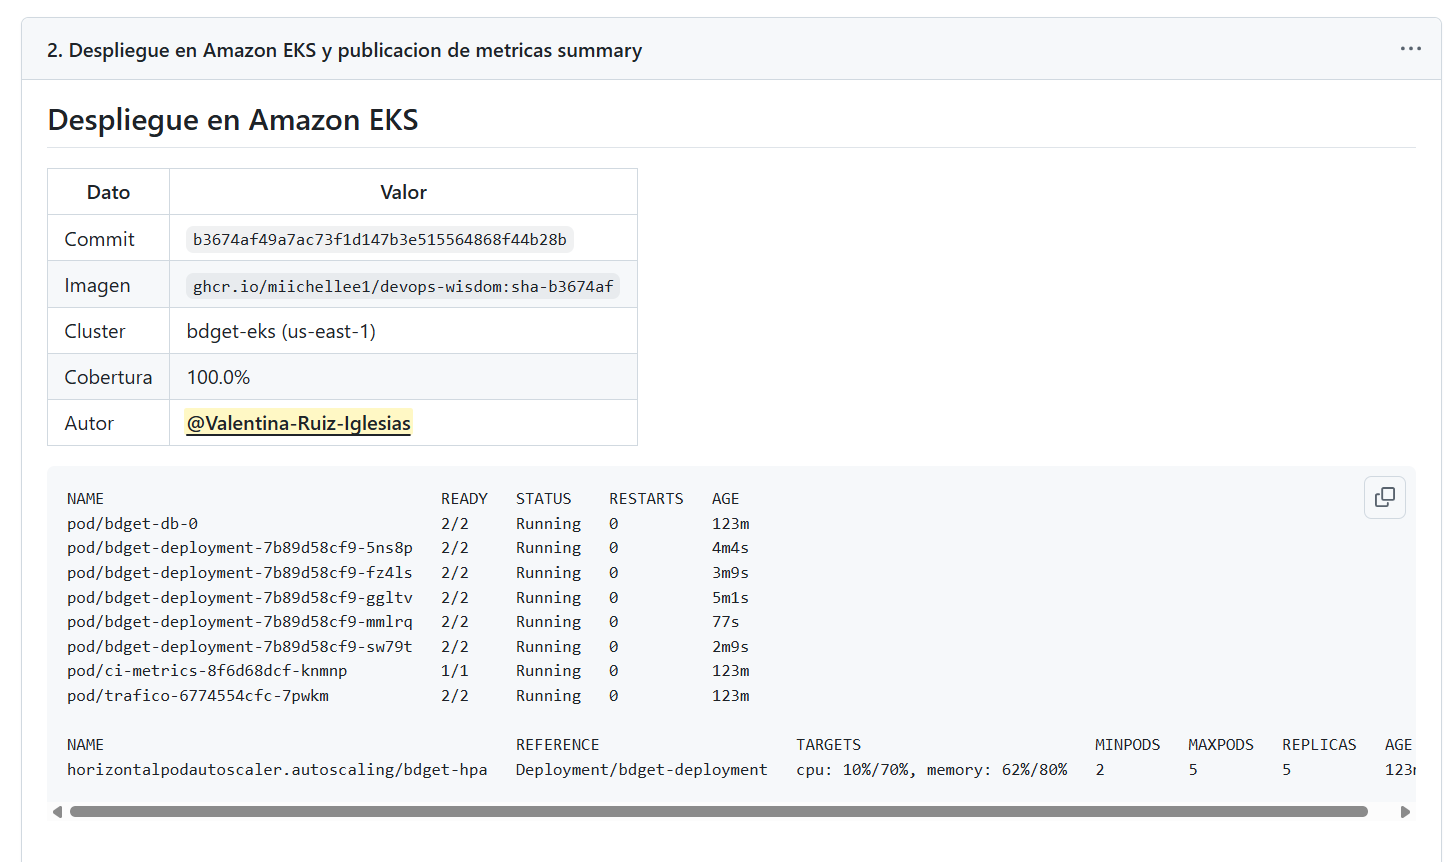 2. Despliegue en Amazon EKS y publicacion de metricas summary
Despliegue en Amazon EKS
Dato Valor
Commit b3674af49a7ac73f1d147b3e515564868f44b28b
Imagen ghcr.io/miichellee1/devops-wisdom:sha-b3674af
Cluster bdget-eks (us-east-1)
Cobertura 100.0%
Autor @Valentina-Ruiz-Iglesias
NAME READY STATUS RESTARTS AGE
pod/bdget-db-0 2/2 Running 0 123m
pod/bdget-deployment-7b89d58cf9-5ns8p 2/2 Running 0 4m4s
pod/bdget-deployment-7b89d58cf9-fz4ls 2/2 Running 0 3m9s
pod/bdget-deployment-7b89d58cf9-ggltv 2/2 Running 0 5m1s
pod/bdget-deployment-7b89d58cf9-mmlrq 2/2 Running 0 77s
pod/bdget-deployment-7b89d58cf9-sw79t 2/2 Running 0 2m9s
pod/ci-metrics-8f6d68dcf-knmnp 1/1 Running 0 123m
pod/trafico-6774554cfc-7pwkm 2/2 Running 0 123m
NAME REFERENCE TARGETS MINPODS MAXPODS REPLICAS AGE
horizontalpodautoscaler.autoscaling/bdget-hpa Deployment/bdget-deployment cpu: 10%/70%, memory: 62%/80% 2 5 5 123m